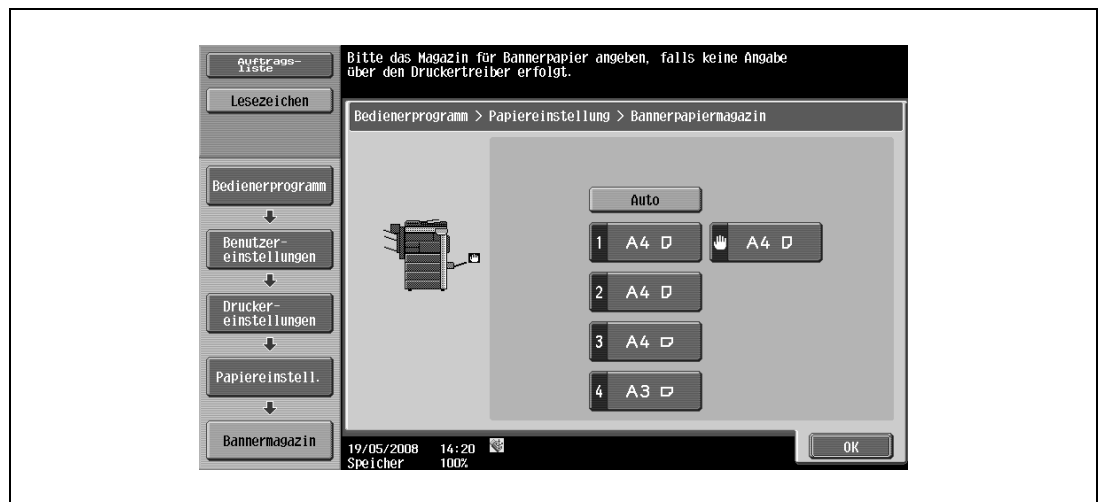 Auftrags-
liste
Lesezeichen
Bedienerprogramm
Benutzer-
einstellungen
Drucker-
einstellungen
Papiereinstell.
Bannermagazin
Bitte das Magazin für Bannerpapier angeben, falls keine Angabe
über den Druckertreiber erfolgt.
Bedienerprogramm > Papiereinstellung > Bannerpapiermagazin
Auto
1 A4
A4
2 A4
3 A4
4 A3
19/05/2008 14:20
Speicher 100%
OK